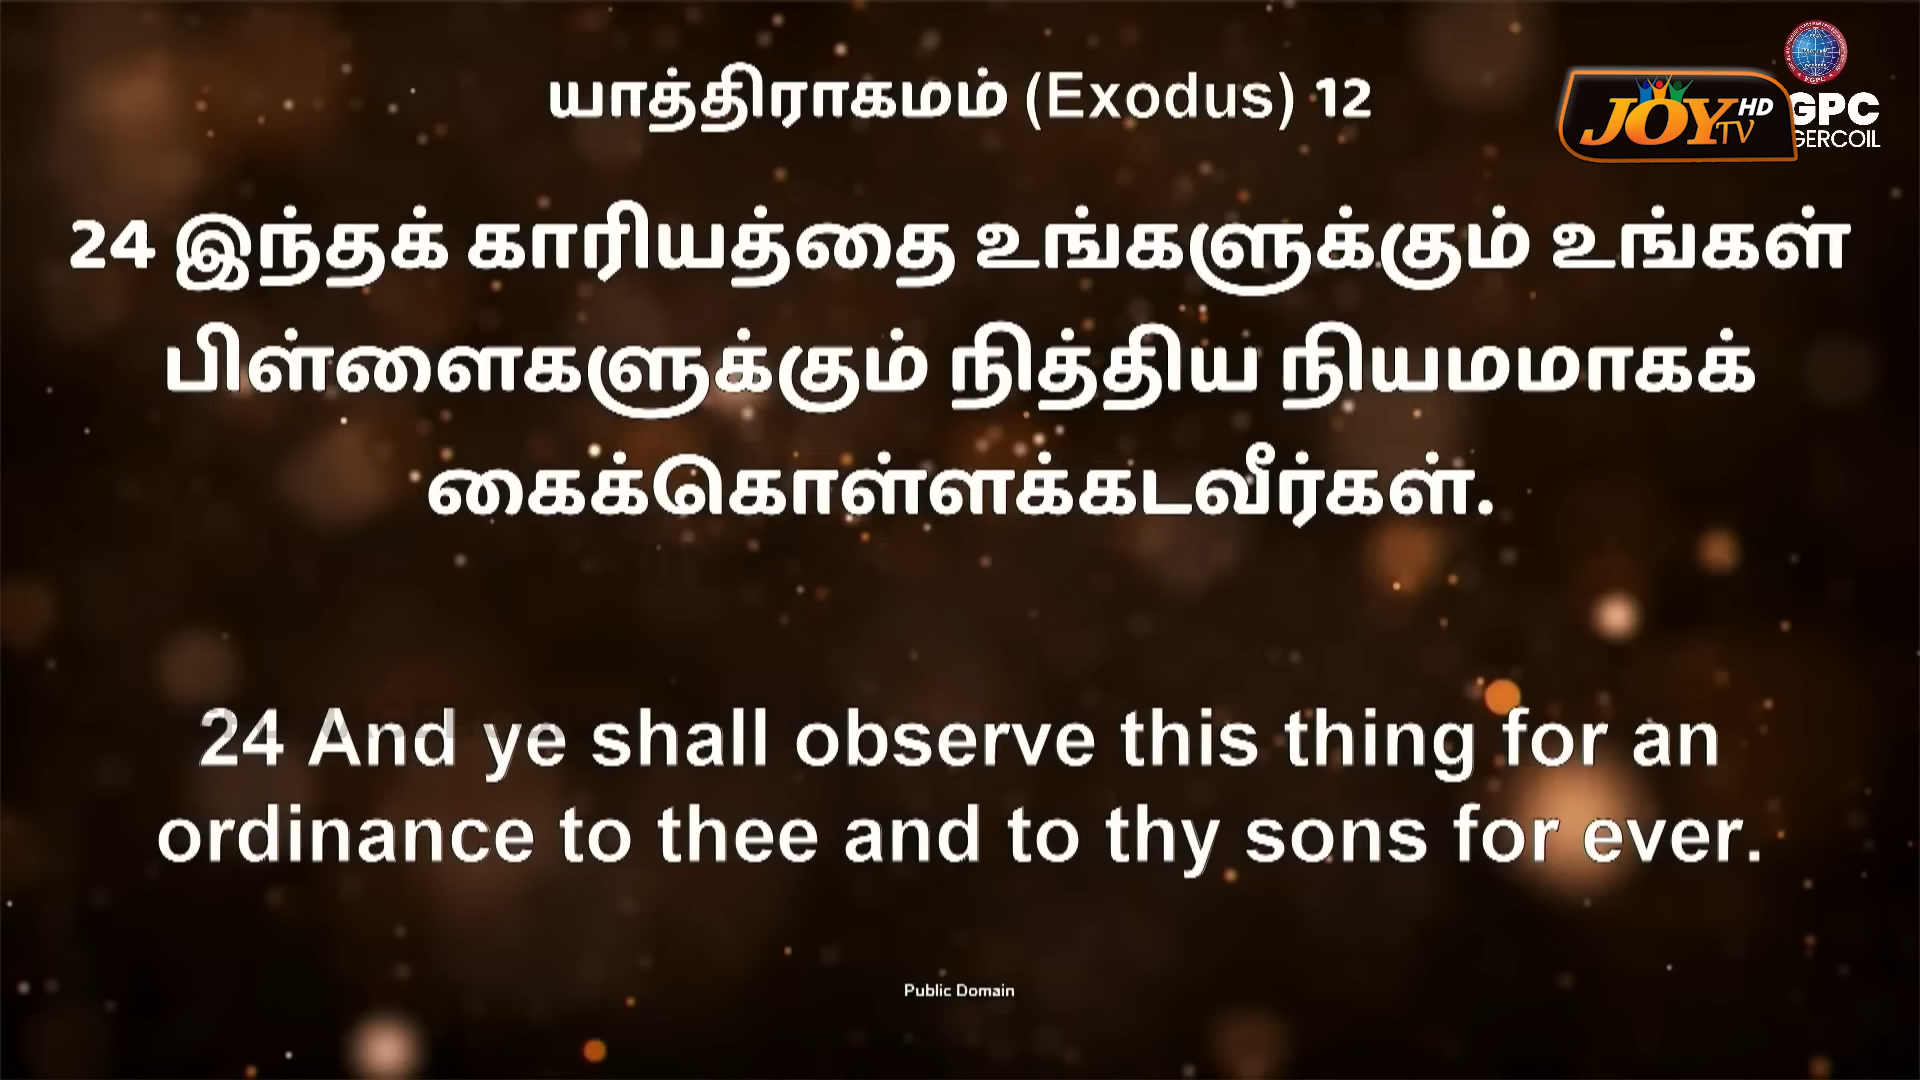 யாத்திராகமம் (Exodus) 12
JOY TV HD
FGPC
GPC
GERCOIL
24 இந்தக் காரியத்தை உங்களுக்கும் உங்கள்
பிள்ளைகளுக்கும் நித்திய நியமமாகக்
கைக்கொள்ளக்கடவீர்கள்.
24 And ye shall observe this thing for an
ordinance to thee and to thy sons for ever.
Public Domain